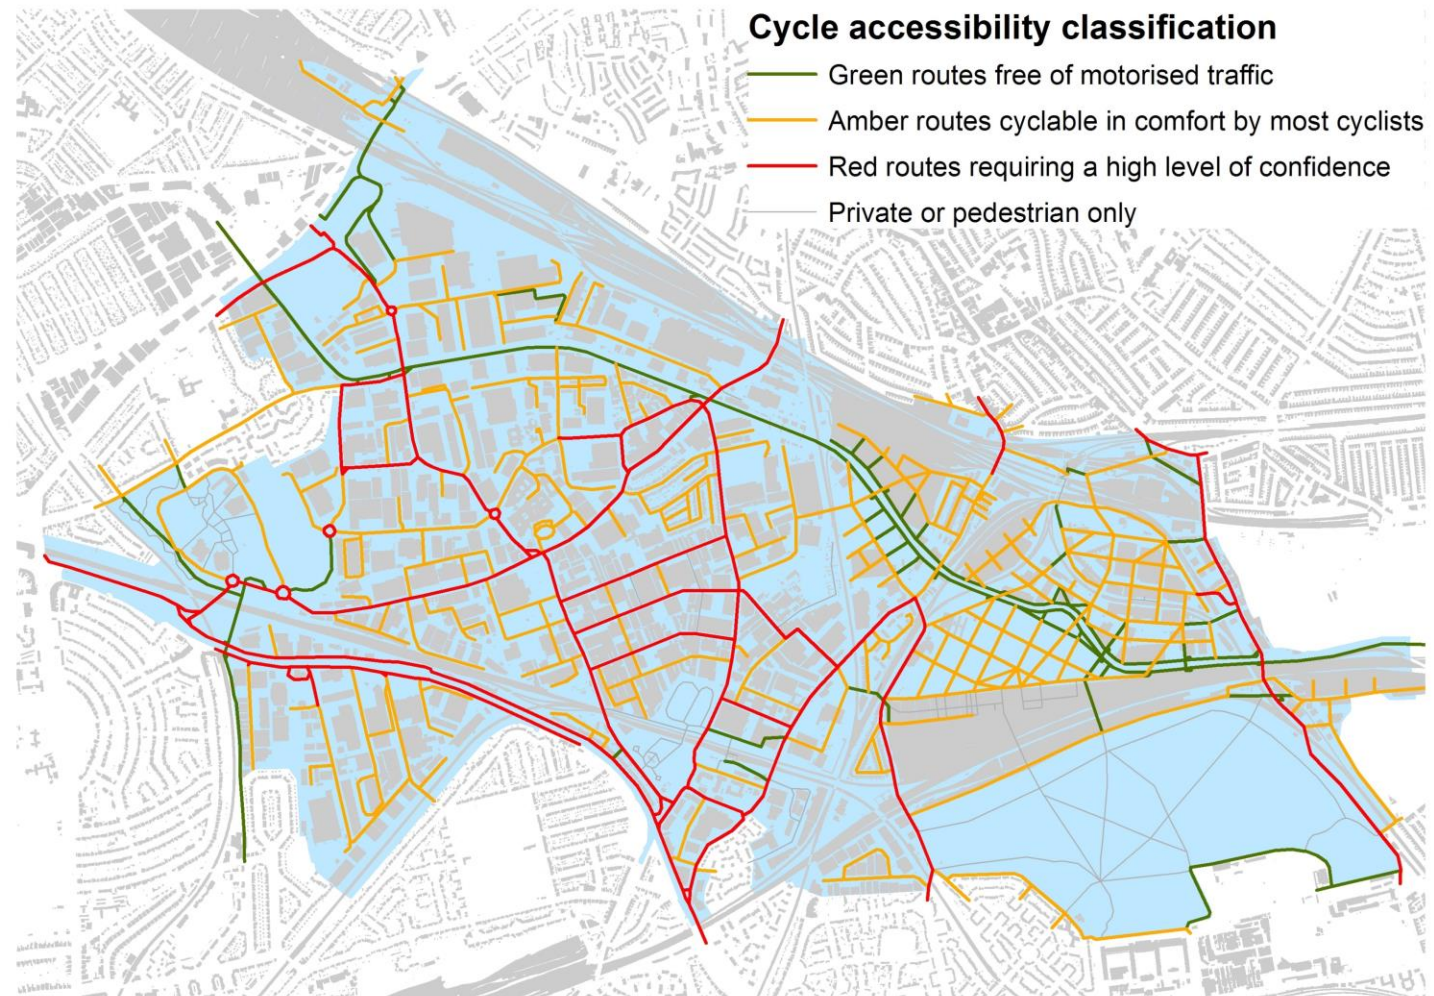 Cycle accessibility classification
Green routes free of motorised traffic
Amber routes cyclable in comfort by most cyclists
Red routes requiring a high level of confidence
Private or pedestrian only